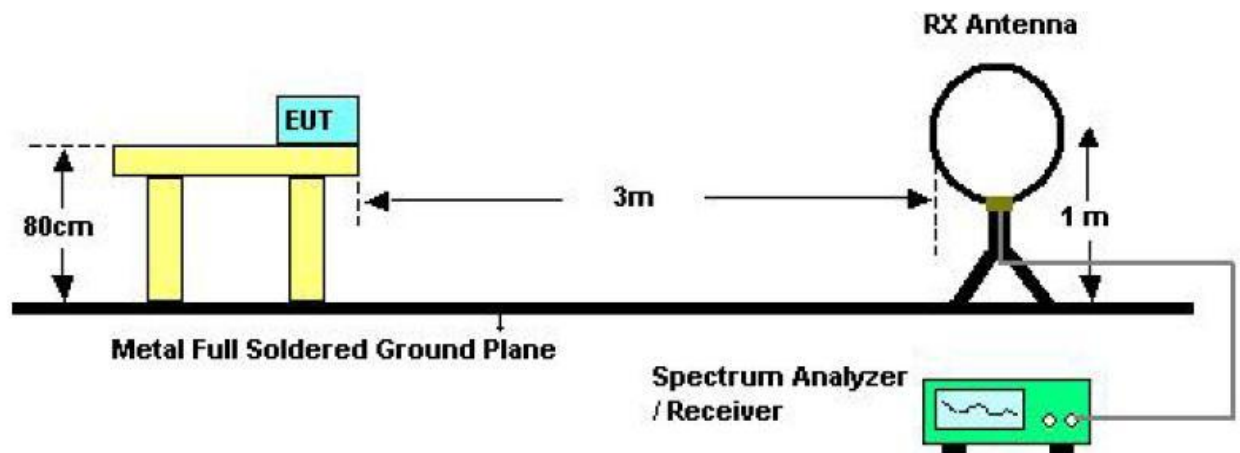 RX Antenna
EUT
80cm
3m
1 m
Metal Full Soldered Ground Plane
Spectrum Analyzer
/ Receiver